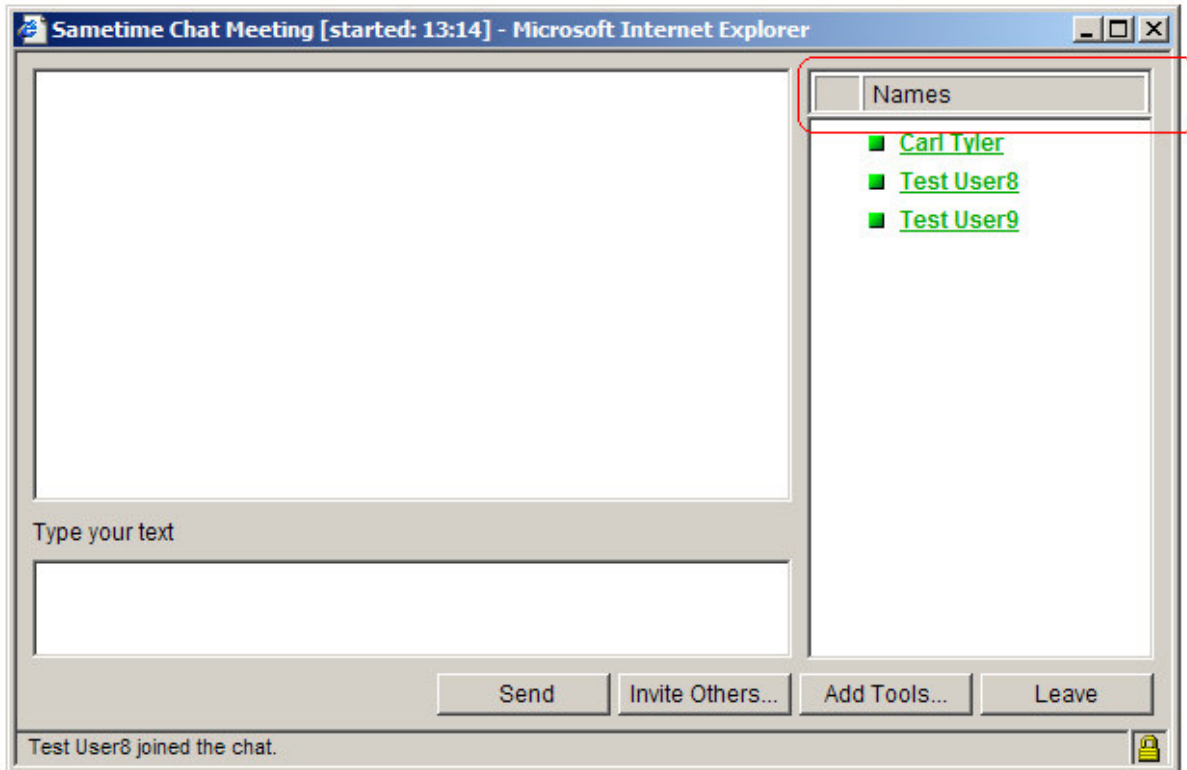 Sametime Chat Meeting [started: 13:14] - Microsoft Internet Explorer
Names
Carl Tyler
Test User8
Test User9
Type your text
Send Invite Others... Add Tools... Leave
Test User8 joined the chat.